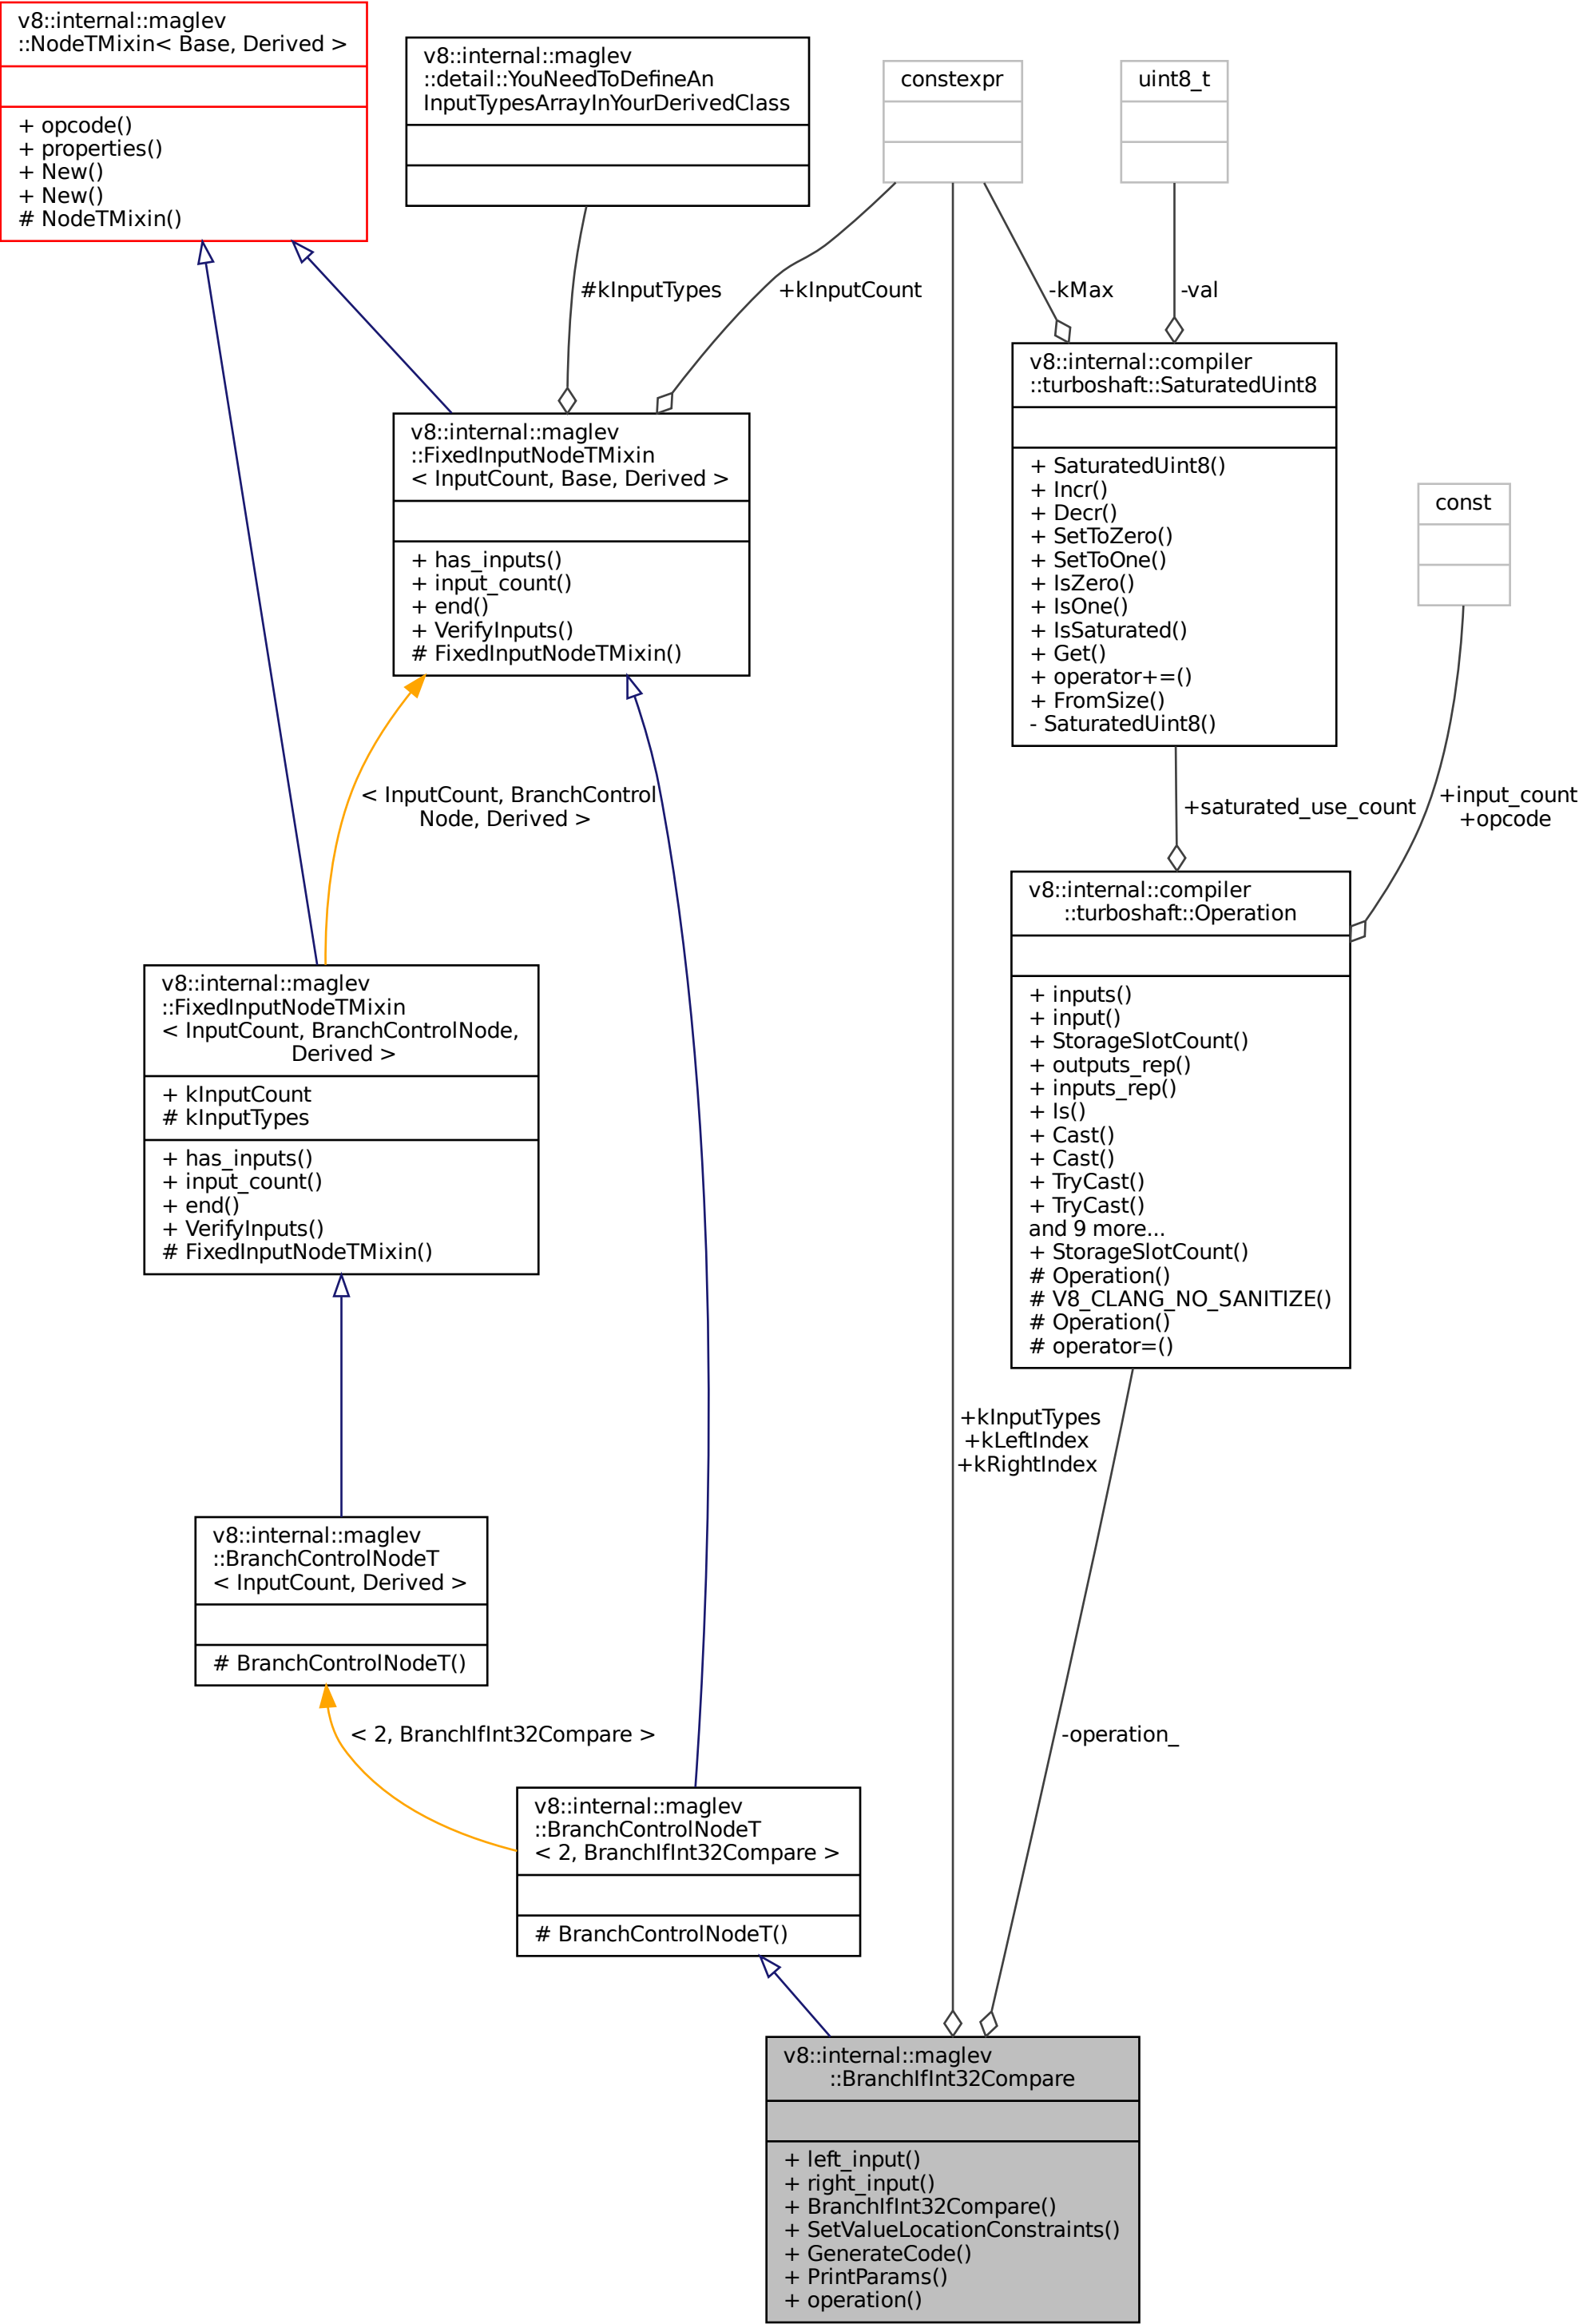 v8::internal::maglev
::NodeTMixin< Base, Derived >
+ opcode()
+ properties()
+ New()
+ New()
# NodeTMixin()
v8::internal::maglev
::detail::YouNeedToDefineAn
InputTypesArrayInYourDerivedClass
constexpr
uint8_t
#kInputTypes
+kInputCount
-kMax
-val
v8::internal::maglev
::FixedInputNodeTMixin
< InputCount, Base, Derived >
+ has_inputs()
+ input_count()
+ end()
+ VerifyInputs()
# FixedInputNodeTMixin()
v8::internal::compiler
::turboshaft::SaturatedUint8
+ SaturatedUint8()
+ Incr()
+ Decr()
+ SetToZero()
+ SetToOne()
+ IsZero()
+ IsOne()
+ IsSaturated()
+ Get()
+ operator+=()
+ FromSize()
- SaturatedUint8()
const
< InputCount, BranchControl
Node, Derived >
+saturated_use_count
+input_count
+opcode
v8::internal::maglev
::FixedInputNodeTMixin
< InputCount, BranchControlNode,
Derived >
+ kInputCount
# kInputTypes
+ has_inputs()
+ input_count()
+ end()
+ VerifyInputs()
# FixedInputNodeTMixin()
v8::internal::compiler
::turboshaft::Operation
+ inputs()
+ input()
+ StorageSlotCount()
+ outputs_rep()
+ inputs_rep()
+ Is()
+ Cast()
+ Cast()
+ TryCast()
+ TryCast()
and 9 more...
+ StorageSlotCount()
# Operation()
# V8_CLANG_NO_SANITIZE()
# Operation()
# operator=()
+kInputTypes
+kLeftIndex
+kRightIndex
v8::internal::maglev
::BranchControlNodeT
< InputCount, Derived >
# BranchControlNodeT()
< 2, BranchIfInt32Compare >
-operation_
v8::internal::maglev
::BranchControlNodeT
< 2, BranchIfInt32Compare >
# BranchControlNodeT()
v8::internal::maglev
::BranchIfInt32Compare
+ left_input()
+ right_input()
+ BranchIfInt32Compare()
+ SetValueLocationConstraints()
+ GenerateCode()
+ PrintParams()
+ operation()